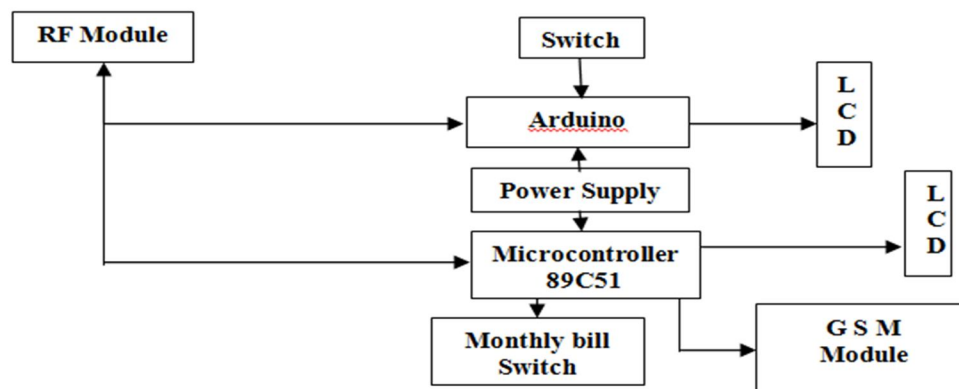 RF Module
Switch
Arduino
L
C
D
Power Supply
L
C
D
Microcontroller
89C51
Monthly bill
Switch
G S M
Module